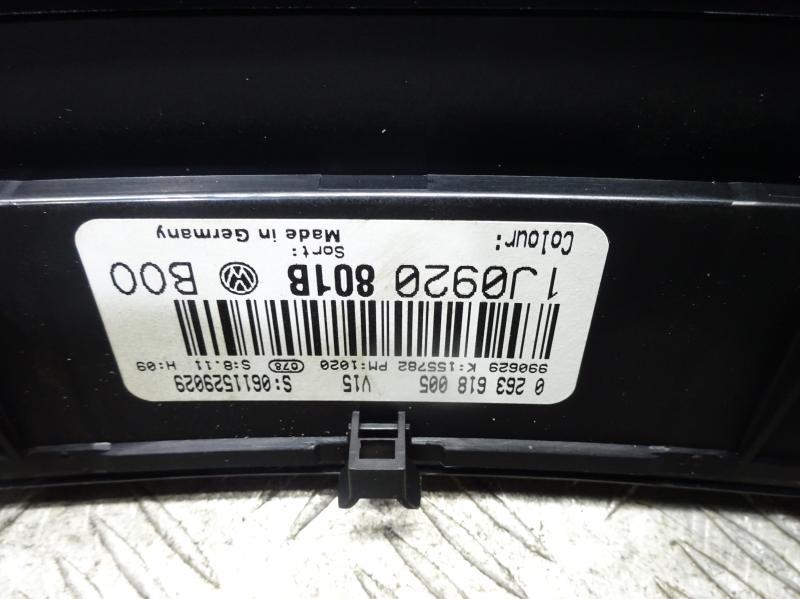 0 263 618 005 V15 S:0611529029
990629 K:155782 PM:1020 078 S:8.11 H:09
1J0920 801B B00
Colour: Sort:
Made in Germany